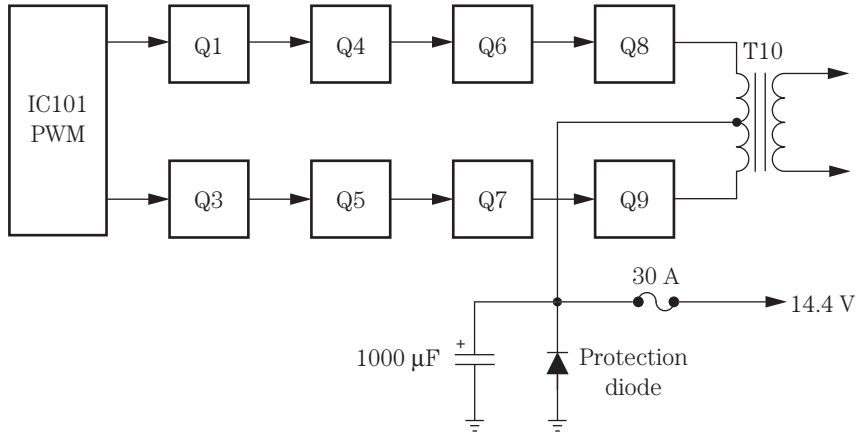 Q1
Q4
Q6
Q8
T10
IC101
PWM
Q3
Q5
Q7
Q9
30 A
14.4 V
+
1000 μF
Protection
diode